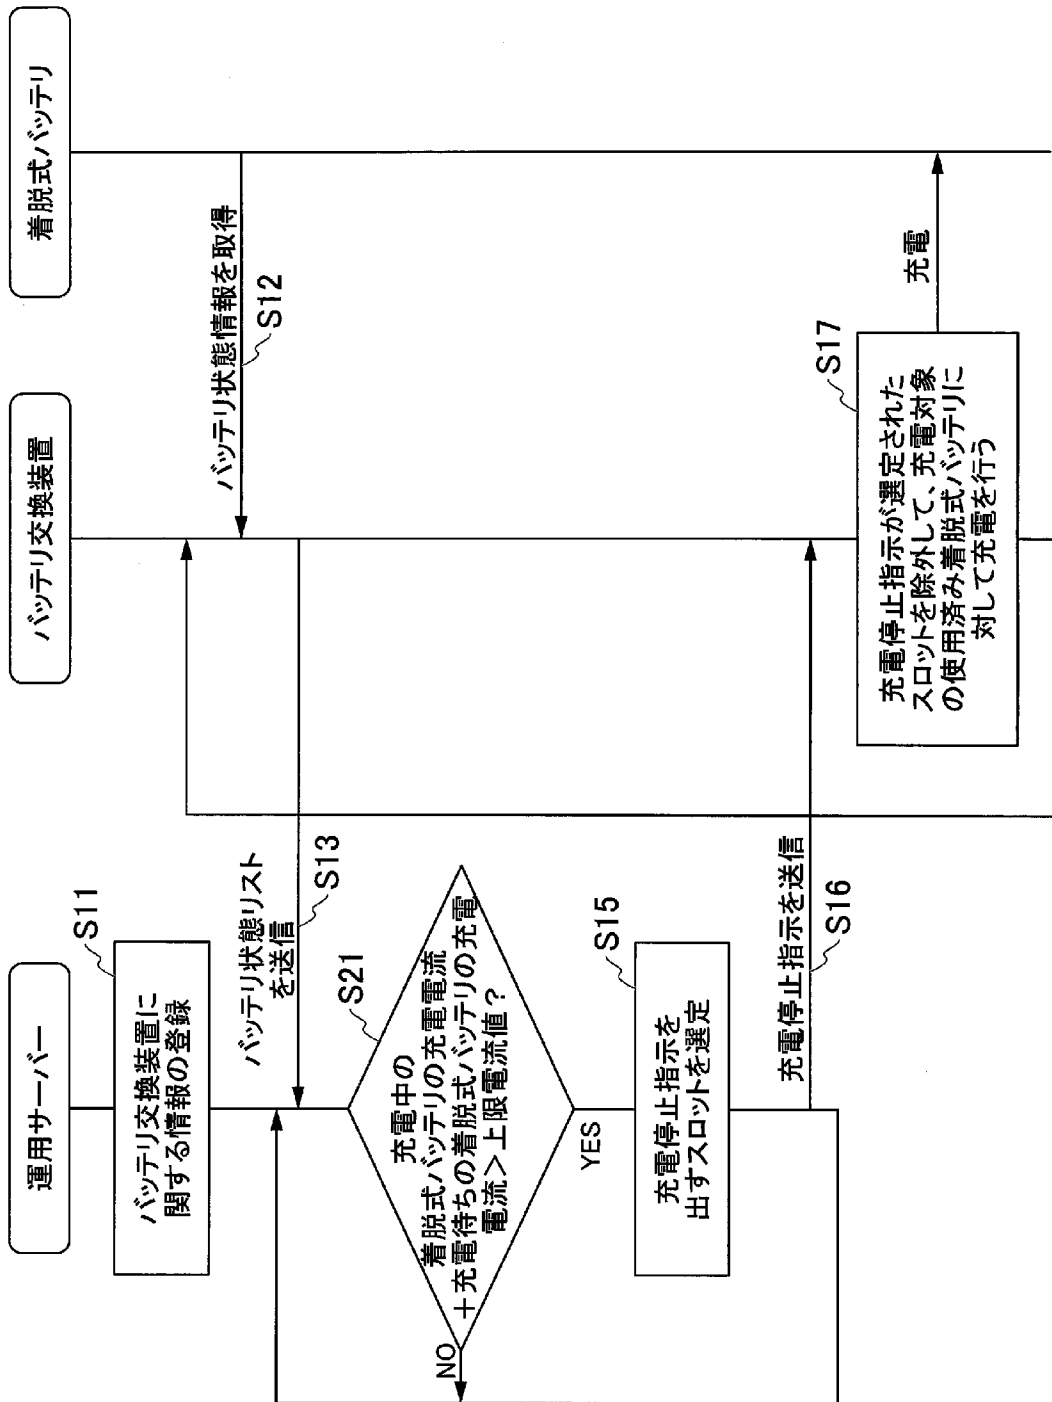 運用サーバー
バッテリ交換装置
着脱式バッテリ
S11
バッテリ交換装置に
関する情報の登録
バッテリ状態情報を取得
S12
バッテリ状態リスト
を送信
S13
S21
充電中の
着脱式バッテリの充電電流
＋充電待ちの着脱式バッテリの充電
電流＞上限電流値？
NO
YES
S15
充電停止指示を
出すスロットを選定
充電停止指示を送信
S16
S17
充電停止指示が選定された
スロットを除外して、充電対象
の使用済み着脱式バッテリに
対して充電を行う
充電